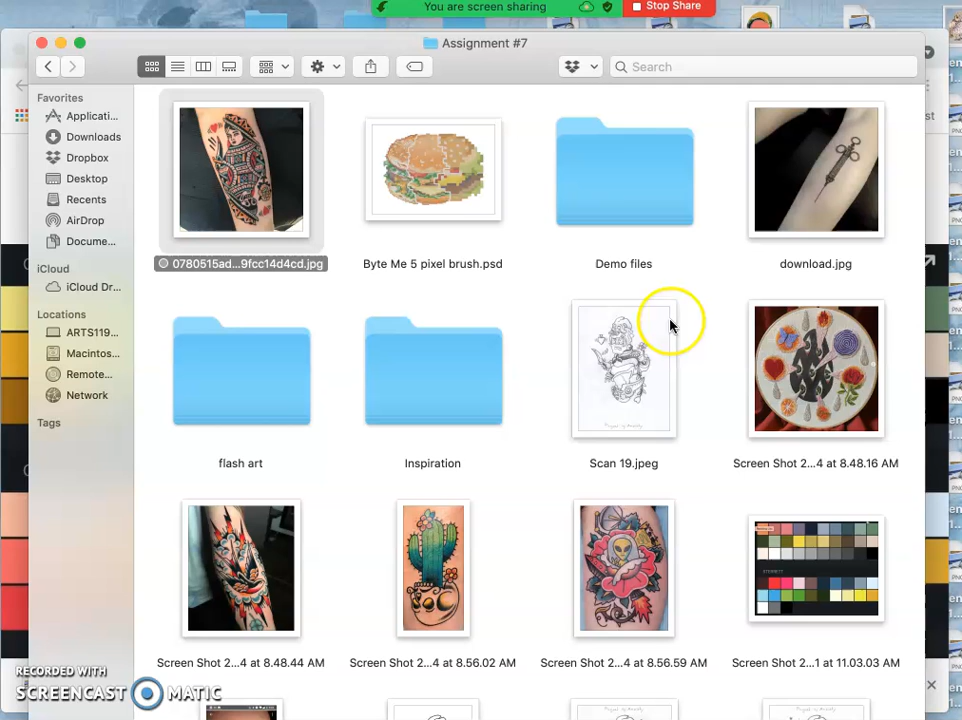 You are screen sharing
Stop Share
Assignment #7
Search
Favorites
Applicati...
Downloads
Dropbox
Desktop
Recents
AirDrop
Docume...
iCloud
iCloud Dr...
Locations
ARTS119...
Macintos...
Remote...
Network
Tags
0780515ad...9fcc14d4cd.jpg
Byte Me 5 pixel brush.psd
Demo files
download.jpg
flash art
Inspiration
Scan 19.jpeg
Screen Shot 2...4 at 8.48.16 AM
Screen Shot 2...4 at 8.48.44 AM
Screen Shot 2...4 at 8.56.02 AM
Screen Shot 2...4 at 8.56.59 AM
Screen Shot 2...1 at 11.03.03 AM
RECORDED WITH
SCREENCAST MATIC